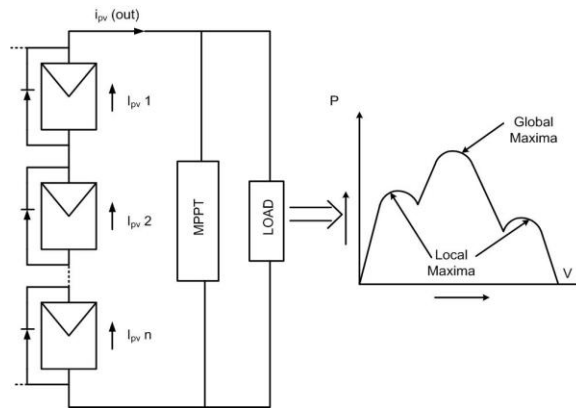 i_pv (out)
I_pv 1
I_pv 2
I_pv n
MPPT
LOAD
P
Global
Maxima
Local
Maxima
V